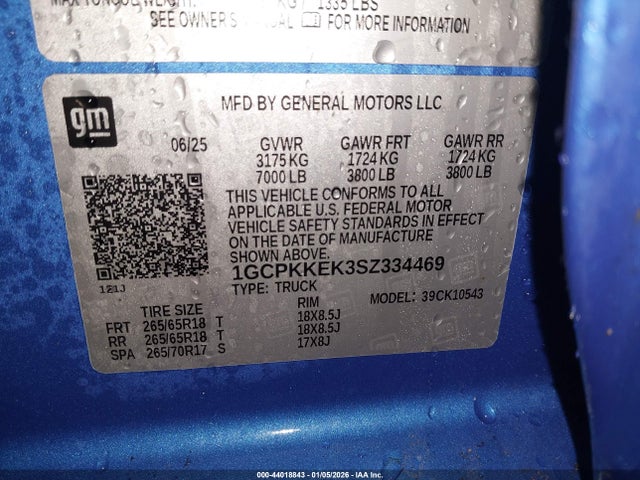 KG / 1335 LBS
SEE OWNER'S MANUAL FOR MORE INFORMATION
gm
MFD BY GENERAL MOTORS LLC
06/25 GVWR GAWR FRT GAWR RR
3175 KG 1724 KG 1724 KG
7000 LB 3800 LB 3800 LB
THIS VEHICLE CONFORMS TO ALL
APPLICABLE U.S. FEDERAL MOTOR
VEHICLE SAFETY STANDARDS IN EFFECT
ON THE DATE OF MANUFACTURE
SHOWN ABOVE.
1GCPKKEK3SZ334469
TYPE: TRUCK MODEL: 39CK10543
121J
TIRE SIZE RIM
FRT 265/65R18 T 18X8.5J
RR 265/65R18 T 18X8.5J
SPA 265/70R17 S 17X8J
000-44018843 | 01/05/2026 - IAA Inc.